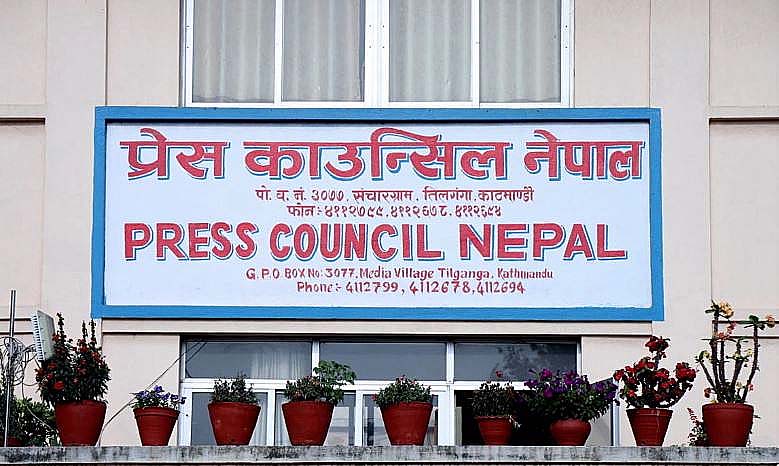 प्रेस काउन्सिल नेपाल
पो. व. नं. ३०७७, संचारग्राम, तिलगंगा, काठमाण्डौ
फोन:- ४११२७९९, ४११२६७८, ४११२६९४
PRESS COUNCIL NEPAL
G.P.O BOX No: 3077, Media Village Tilganga, Kathmandu
Phone:- 4112799, 4112678, 4112694